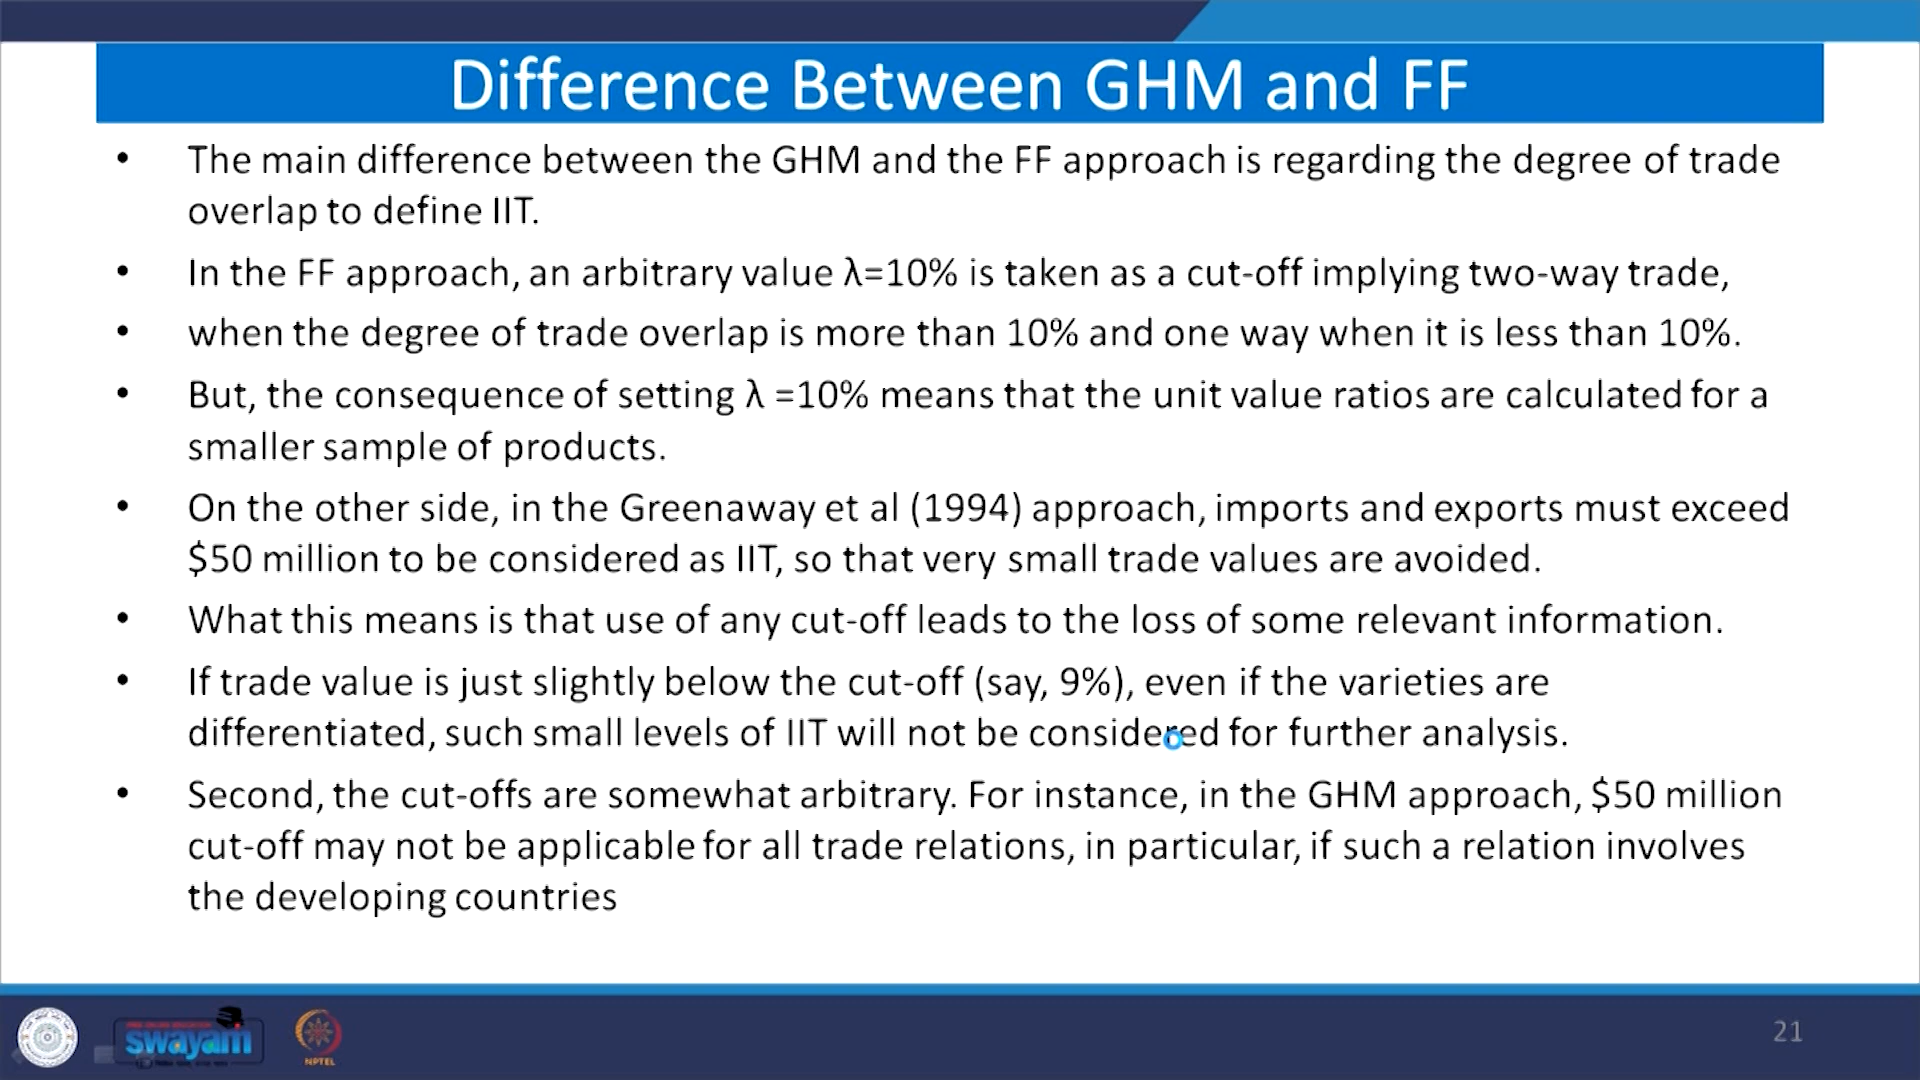 Difference Between GHM and FF
• The main difference between the GHM and the FF approach is regarding the degree of trade
overlap to define IIT.
• In the FF approach, an arbitrary value λ=10% is taken as a cut-off implying two-way trade,
• when the degree of trade overlap is more than 10% and one way when it is less than 10%.
• But, the consequence of setting λ =10% means that the unit value ratios are calculated for a
smaller sample of products.
• On the other side, in the Greenaway et al (1994) approach, imports and exports must exceed
$50 million to be considered as IIT, so that very small trade values are avoided.
• What this means is that use of any cut-off leads to the loss of some relevant information.
• If trade value is just slightly below the cut-off (say, 9%), even if the varieties are
differentiated, such small levels of IIT will not be considered for further analysis.
• Second, the cut-offs are somewhat arbitrary. For instance, in the GHM approach, $50 million
cut-off may not be applicable for all trade relations, in particular, if such a relation involves
the developing countries
swayam
NPTEL
21